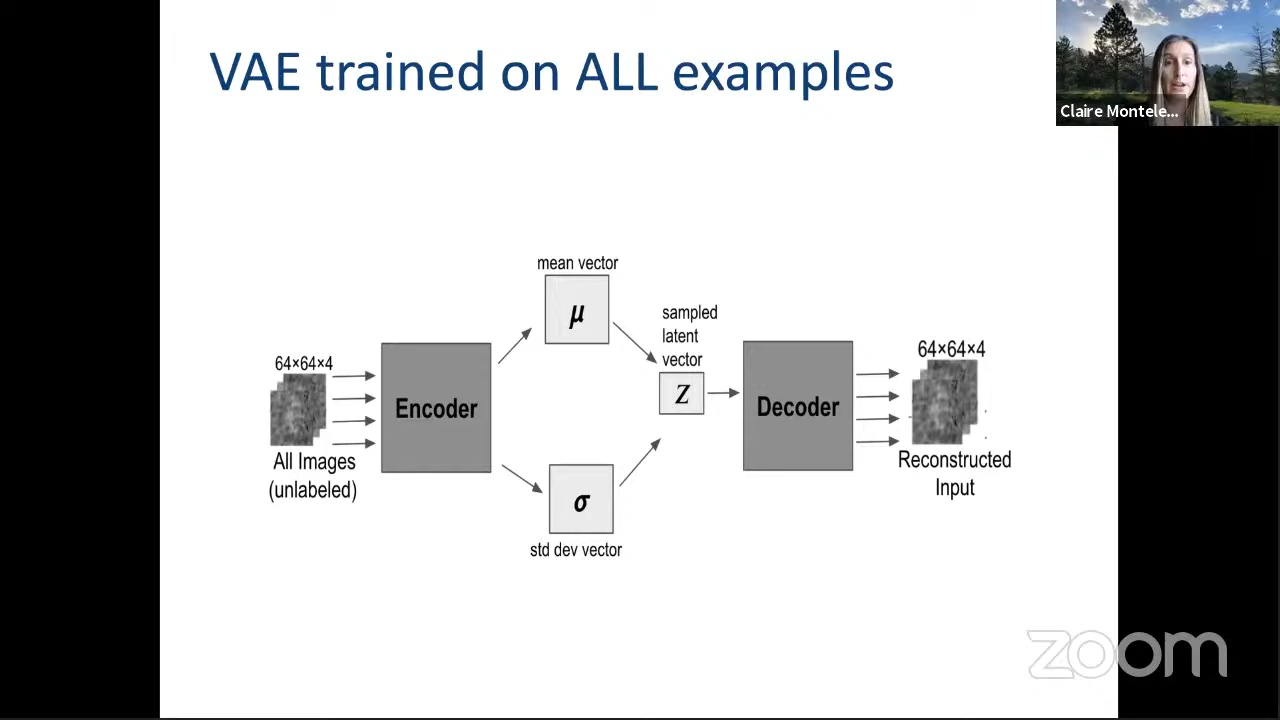 VAE trained on ALL examples
Claire Montele...
mean vector
μ
sampled
latent
vector
64×64×4
64×64×4
Encoder
Z
Decoder
All Images
(unlabeled)
Reconstructed
Input
σ
std dev vector
zoom